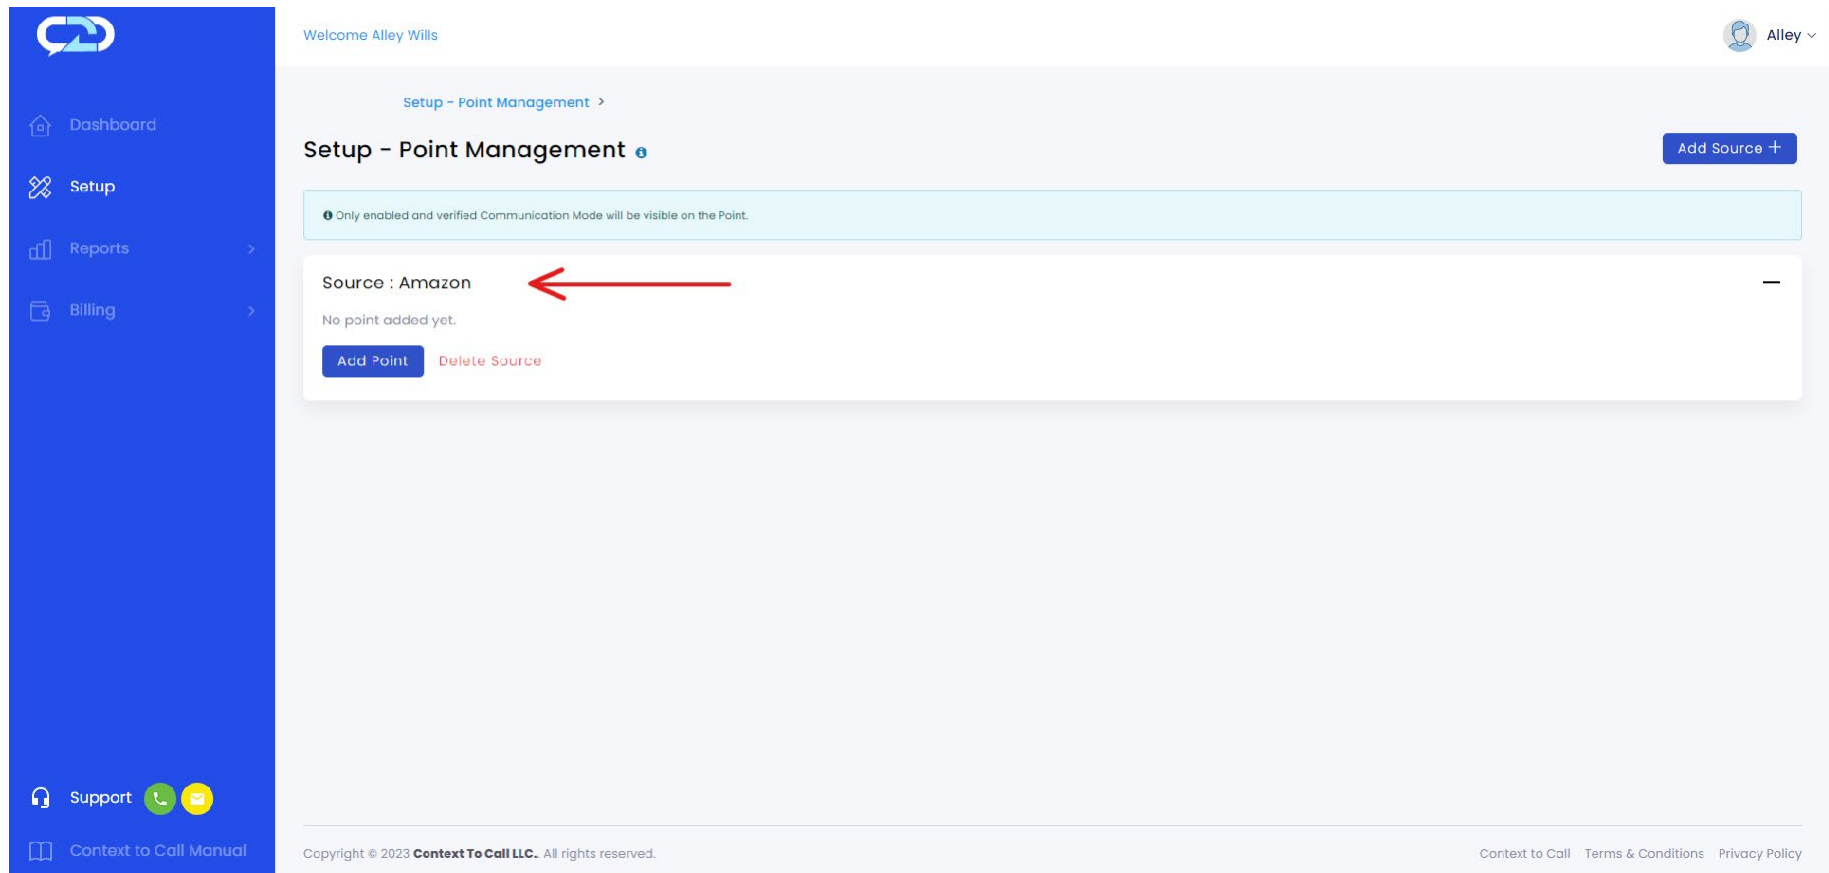 Welcome Alley Wills
Alley
Dashboard
Setup
Reports
Billing
Setup - Point Management >
Setup - Point Management
Add Source +
Only enabled and verified Communication Mode will be visible on the Point.
Source : Amazon
No point added yet.
Add Point
Delete Source
Support
Context to Call Manual
Copyright © 2023 Context To Call LLC.. All rights reserved.
Context to Call Terms & Conditions Privacy Policy